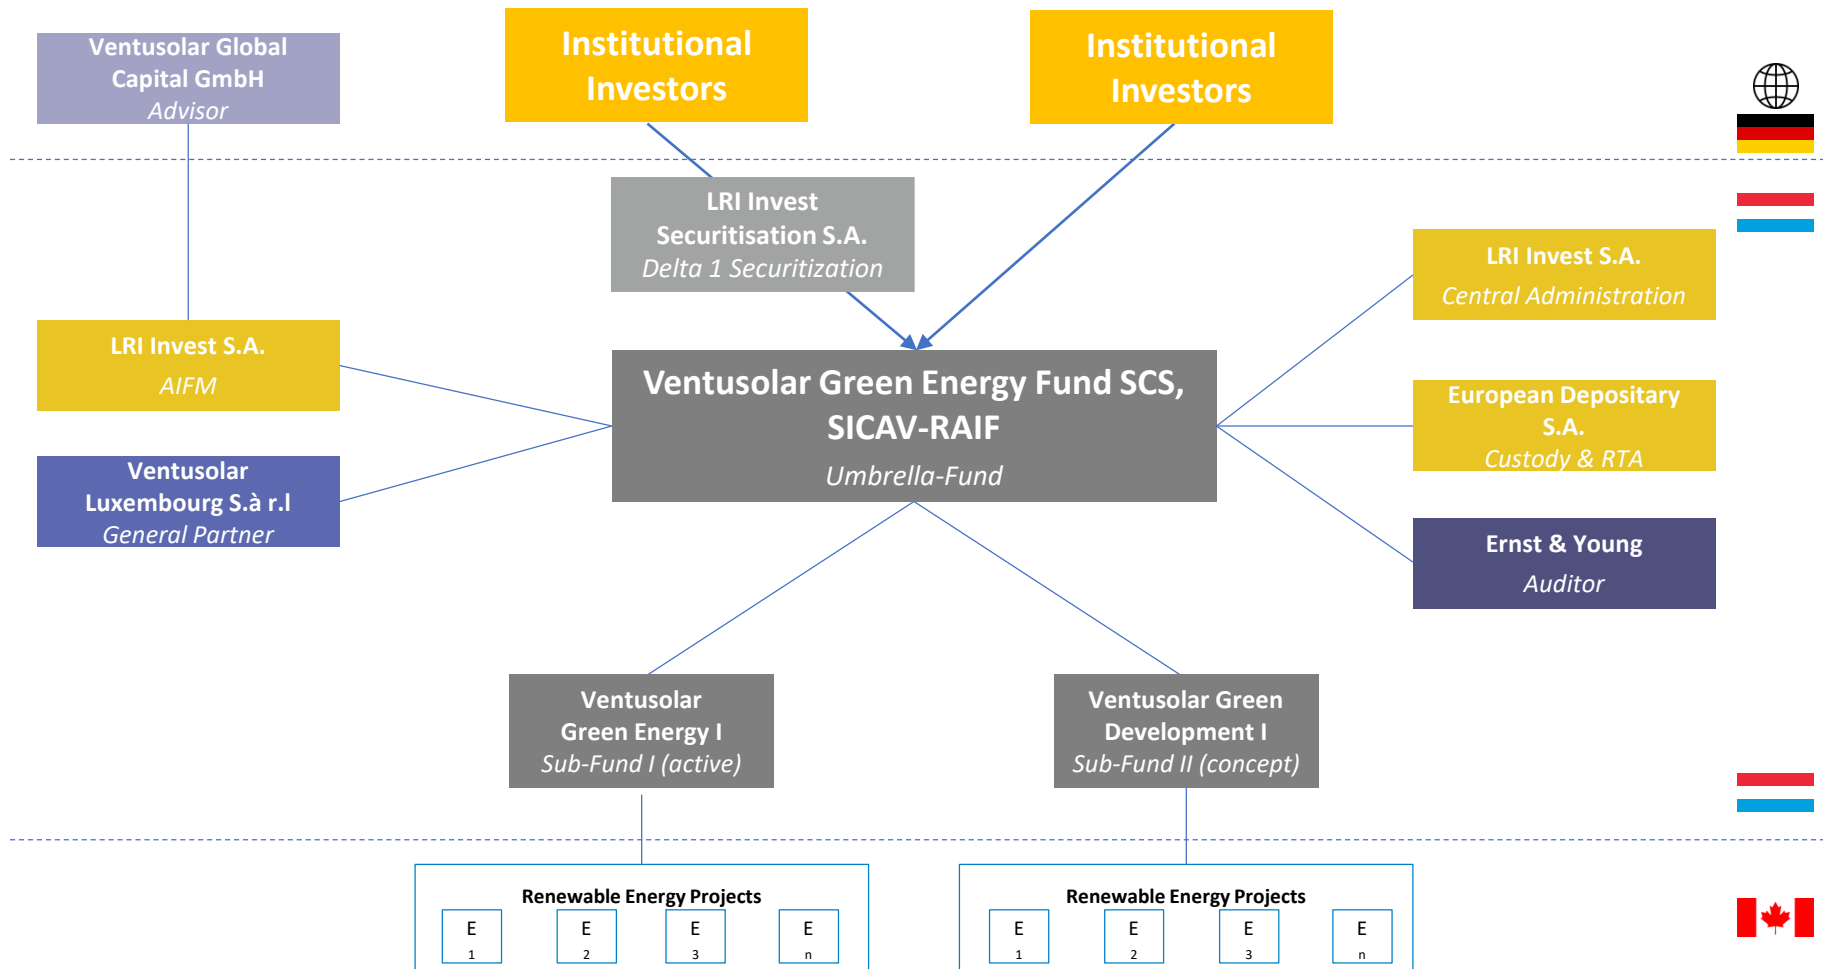 Ventusolar Global
Capital GmbH
Advisor
Institutional
Investors
Institutional
Investors
LRI Invest
Securitisation S.A.
Delta 1 Securitization
LRI Invest S.A.
Central Administration
LRI Invest S.A.
AIFM
Ventusolar Green Energy Fund SCS,
SICAV-RAIF
Umbrella-Fund
European Depositary
S.A.
Custody & RTA
Ventusolar
Luxembourg S.à r.l
General Partner
Ernst & Young
Auditor
Ventusolar
Green Energy I
Sub-Fund I (active)
Ventusolar Green
Development I
Sub-Fund II (concept)
Renewable Energy Projects
E
1
E
2
E
3
E
n
Renewable Energy Projects
E
1
E
2
E
3
E
n